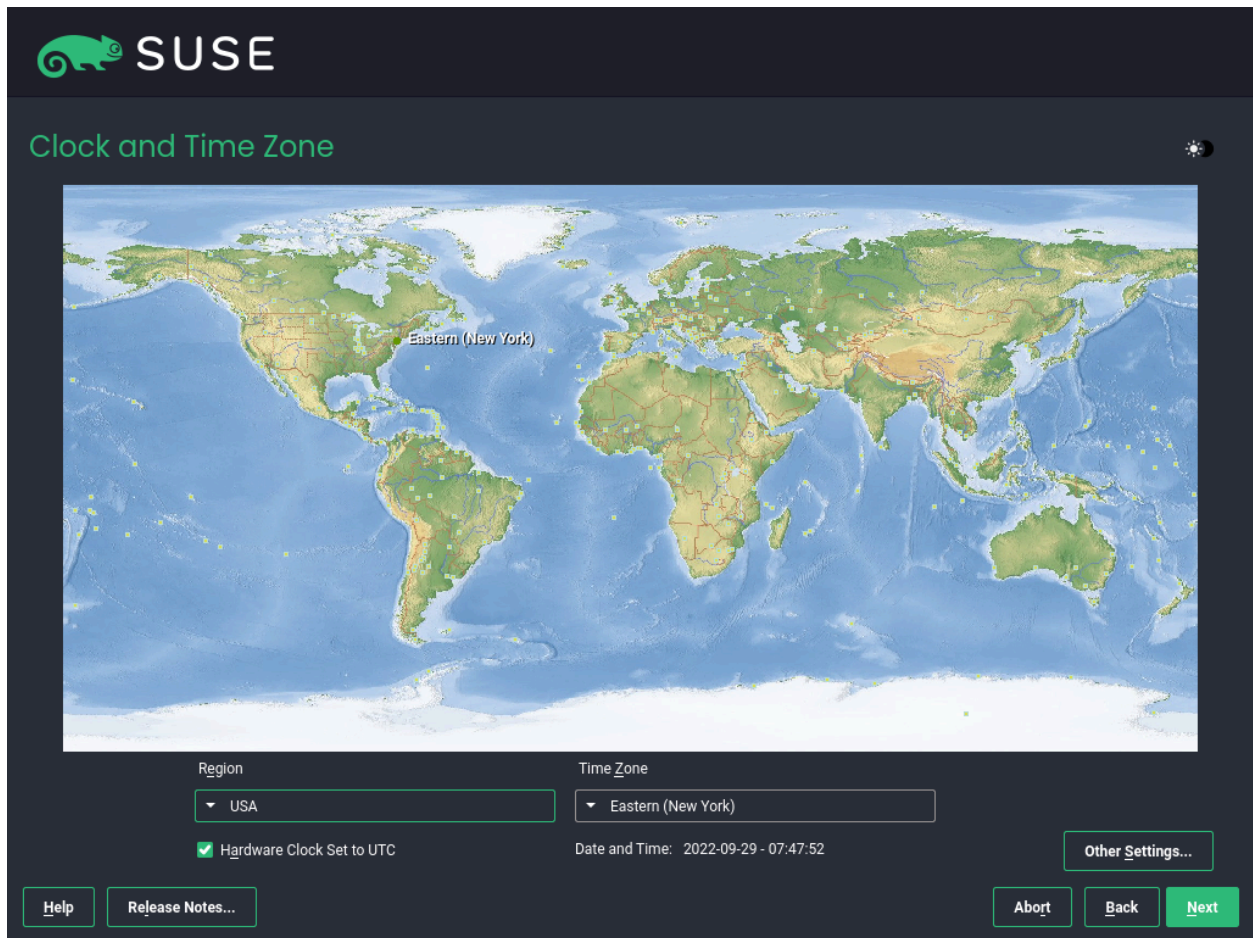 SUSE
Clock and Time Zone
Eastern (New York)
Region
Time Zone
USA
Eastern (New York)
Hardware Clock Set to UTC
Date and Time: 2022-09-29 - 07:47:52
Other Settings...
Help
Release Notes...
Abort
Back
Next